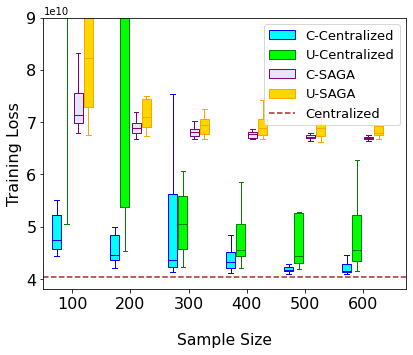 1e10
9
8
7
6
5
4
Training Loss
C-Centralized
U-Centralized
C-SAGA
U-SAGA
Centralized
100 200 300 400 500 600
Sample Size